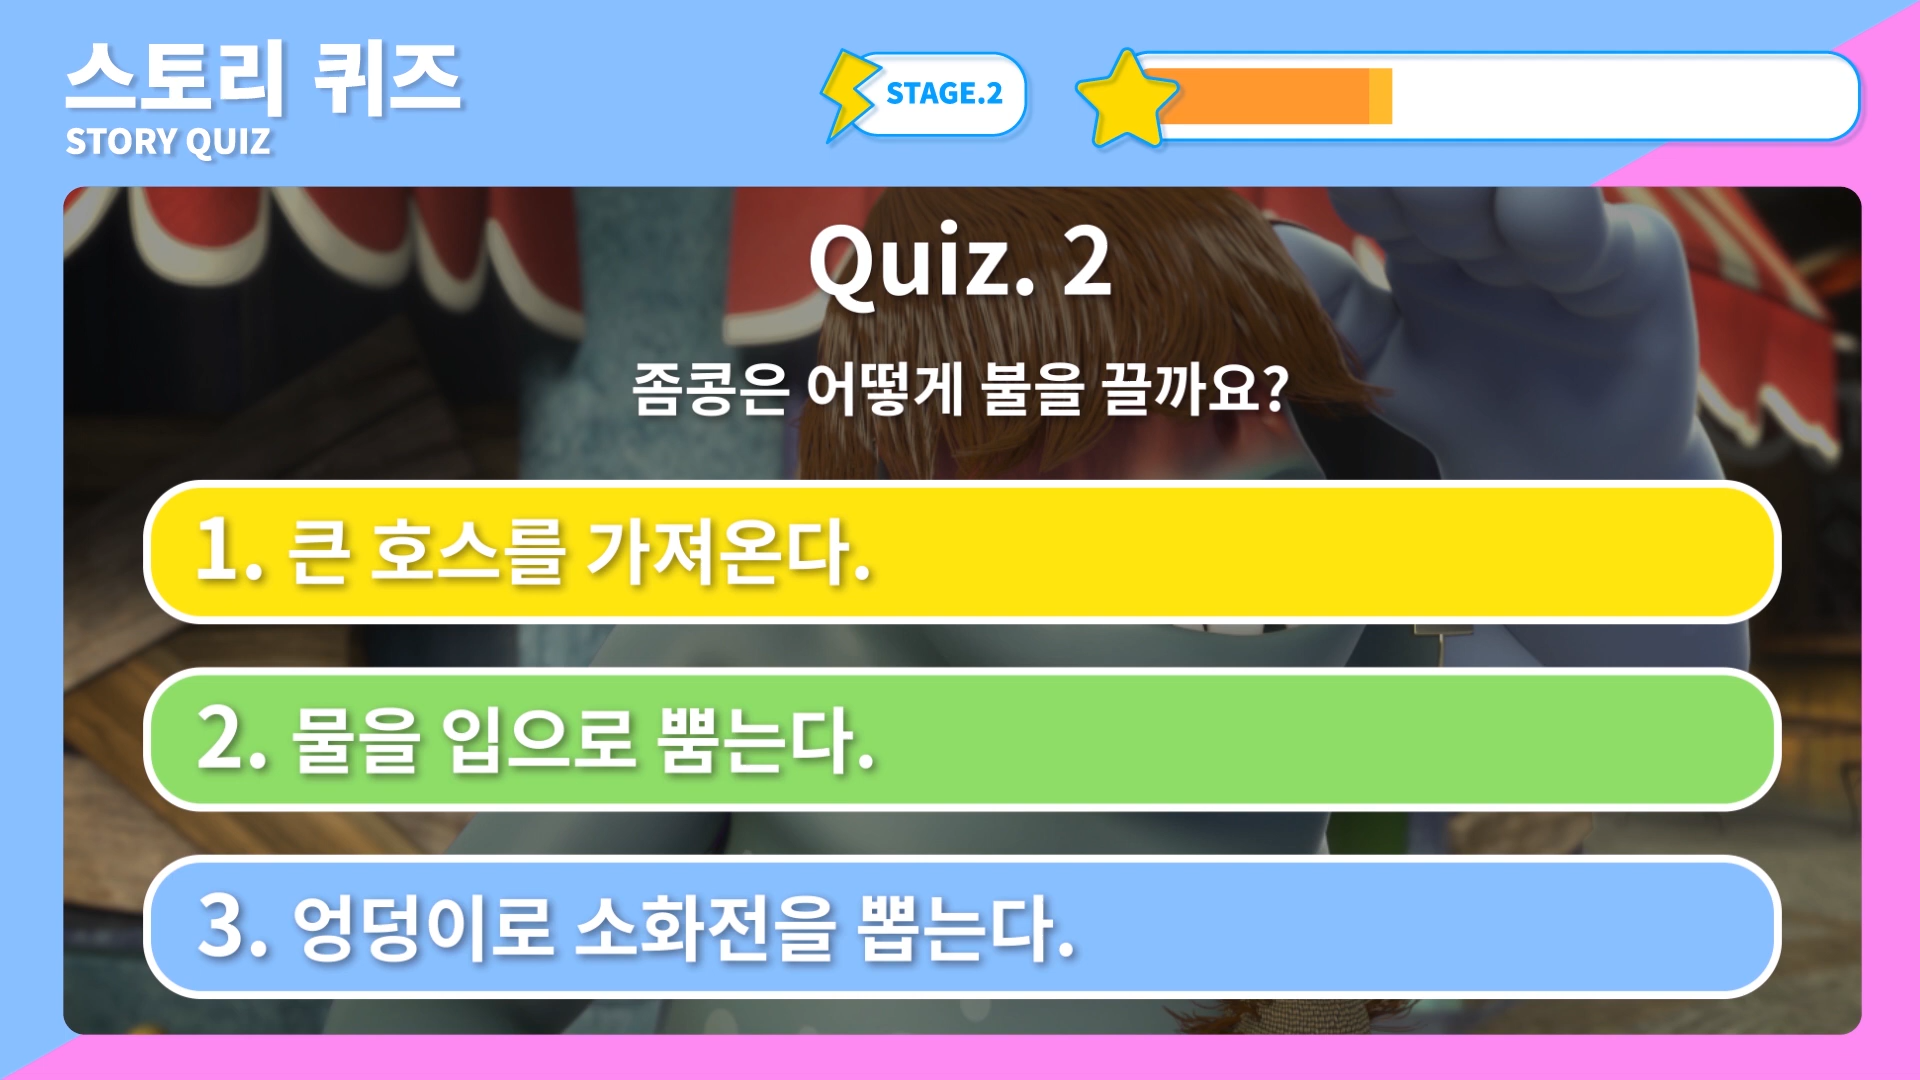 스토리 퀴즈
STORY QUIZ
STAGE.2
Quiz. 2
좀콩은 어떻게 불을 끌까요?
1. 큰 호스를 가져온다.
2. 물을 입으로 뿜는다.
3. 엉덩이로 소화전을 뽑는다.